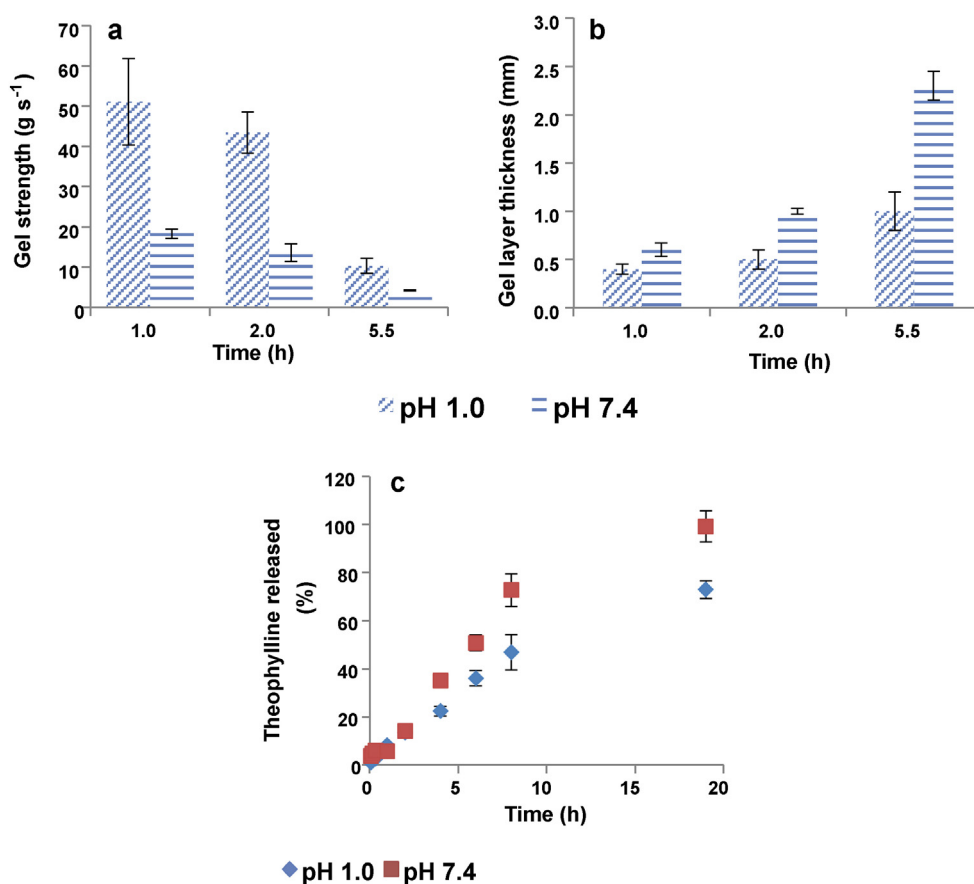 a
Gel strength (g s⁻¹)
70
60
50
40
30
20
10
0
1.0 2.0 5.5
Time (h)
b
Gel layer thickness (mm)
3.0
2.5
2.0
1.5
1.0
0.5
0.0
1.0 2.0 5.5
Time (h)
pH 1.0 pH 7.4
c
Theophylline released
(%)
120
100
80
60
40
20
0
0 5 10 15 20
Time (h)
pH 1.0 pH 7.4